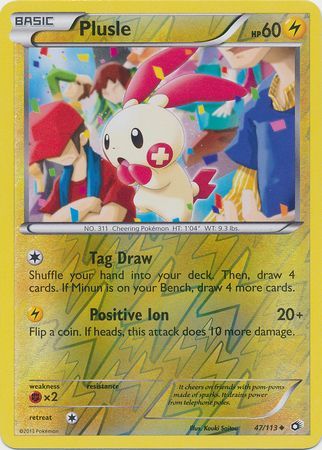 BASIC
Plusle
HP60
NO. 311 Cheering Pokémon HT: 1'04" WT: 9.3 lbs.
Tag Draw
Shuffle your hand into your deck. Then, draw 4
cards. If Minun is on your Bench, draw 4 more cards.
Positive Ion 20+
Flip a coin. If heads, this attack does 10 more damage.
weakness resistance
×2
retreat
It cheers on friends with pom-poms
made of sparks. It drains power
from telephone poles.
©2013 Pokémon
Illus. Kouki Saitou
47/113